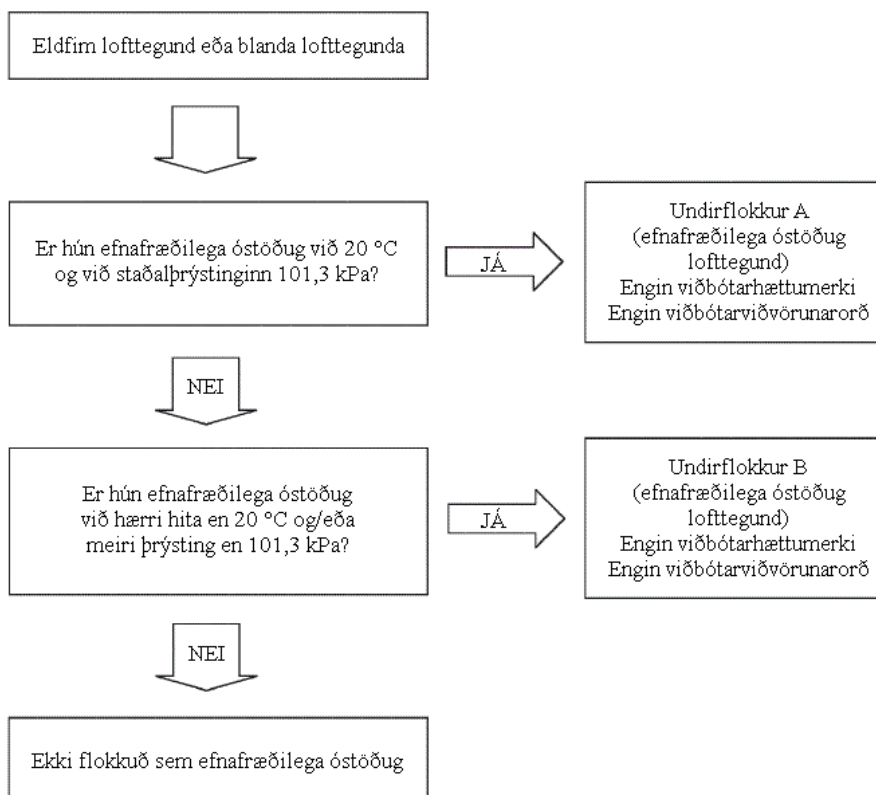 Eldfim lofttegund eða blanda lofttegunda
Er hún efnafræðilega óstöðug við 20 °C
og við staðalþrýstinginn 101,3 kPa?
JÁ
Undirflokkur A
(efnafræðilega óstöðug
lofttegund)
Engin viðbótarhættumerki
Engin viðbótarviðvörunarorð
NEI
Er hún efnafræðilega óstöðug
við hærri hita en 20 °C og/eða
meiri þrýsting en 101,3 kPa?
JÁ
Undirflokkur B
(efnafræðilega óstöðug
lofttegund)
Engin viðbótarhættumerki
Engin viðbótarviðvörunarorð
NEI
Ekki flokkuð sem efnafræðilega óstöðug